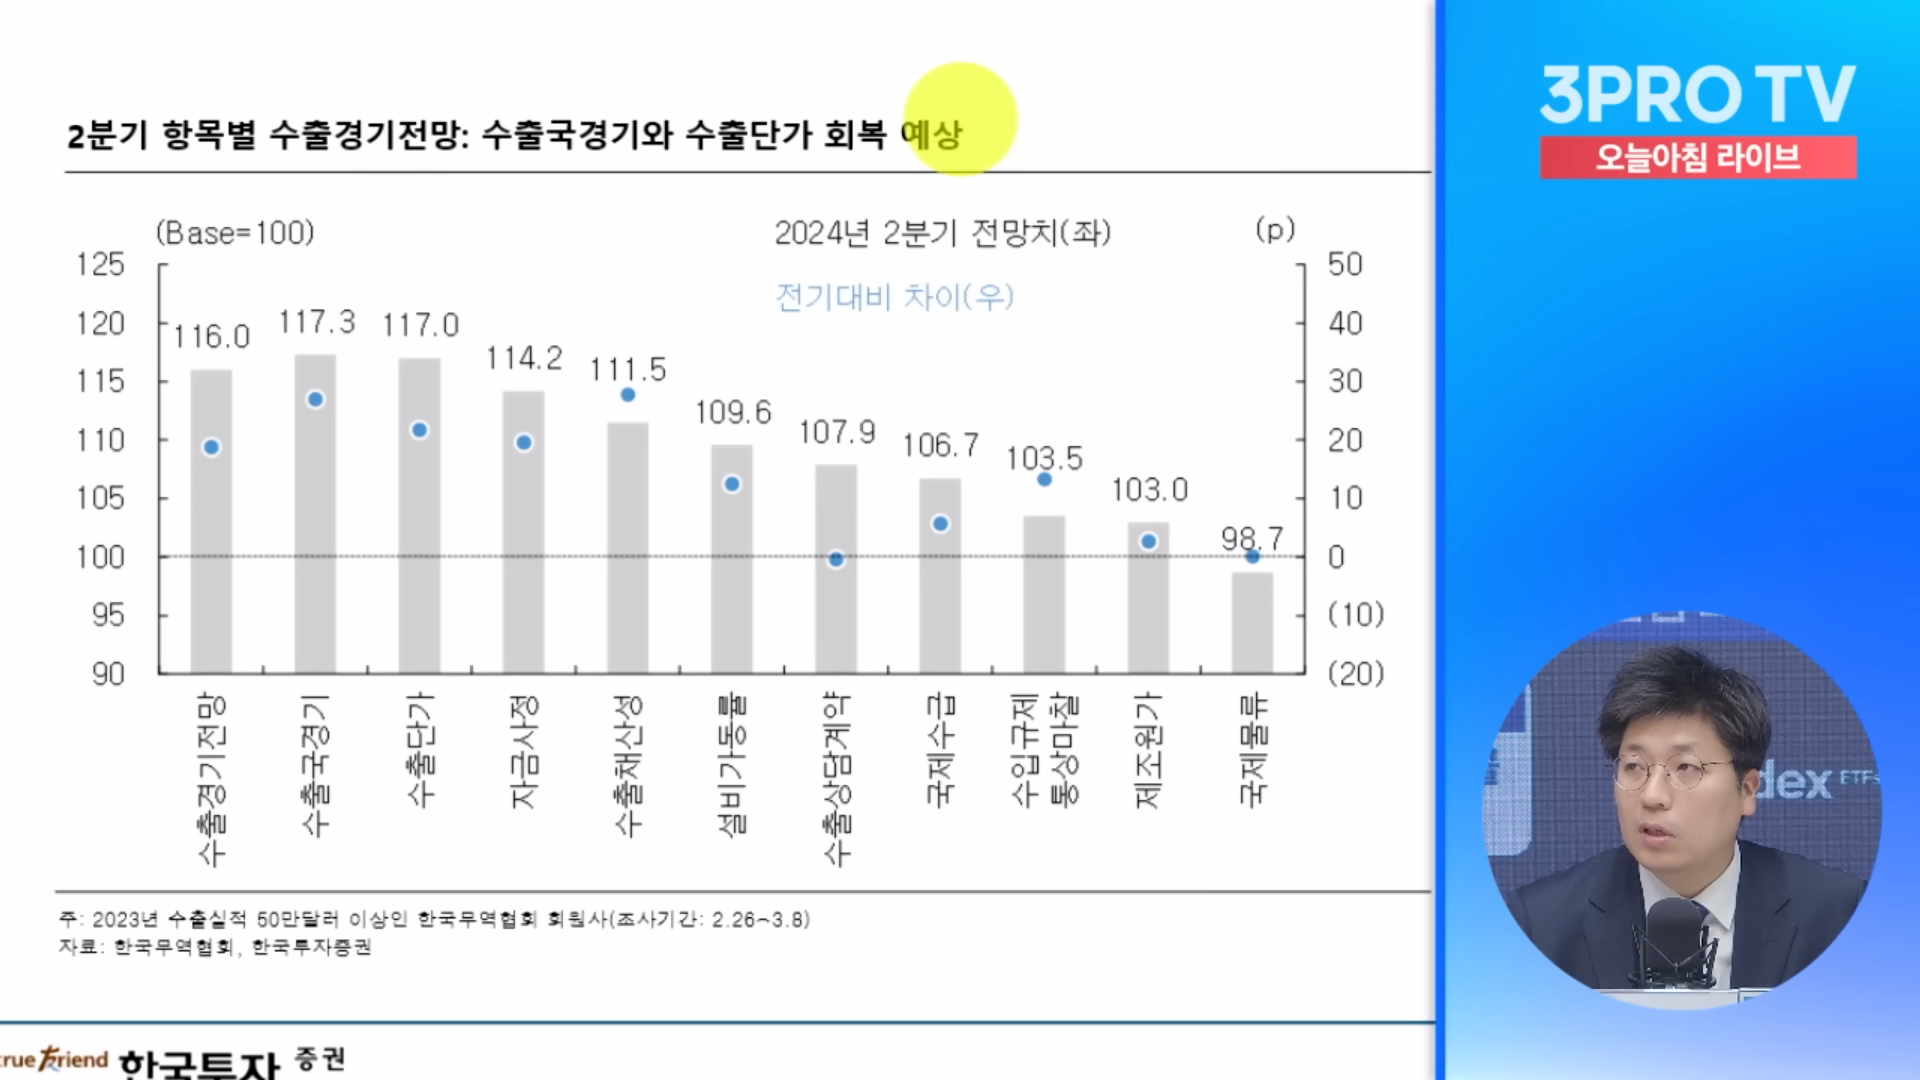 2분기 항목별 수출경기전망: 수출국경기와 수출단가 회복 예상
(Base=100)
2024년 2분기 전망치(좌)
(p)
전기대비 차이(우)
125
120
115
110
105
100
95
90
50
40
30
20
10
0
(10)
(20)
116.0
117.3
117.0
114.2
111.5
109.6
107.9
106.7
103.5
103.0
98.7
수출경기전망
수출국경기
수출단가
자금사정
수출채산성
설비가동률
수출상담계약
국제수급
수입규제
통상마찰
제조원가
국제물류
주: 2023년 수출실적 50만달러 이상인 한국무역협회 회원사(조사기간: 2.26~3.8)
자료: 한국무역협회, 한국투자증권
true friend 한국투자 증권
3PRO TV
오늘아침 라이브
dex ETFs